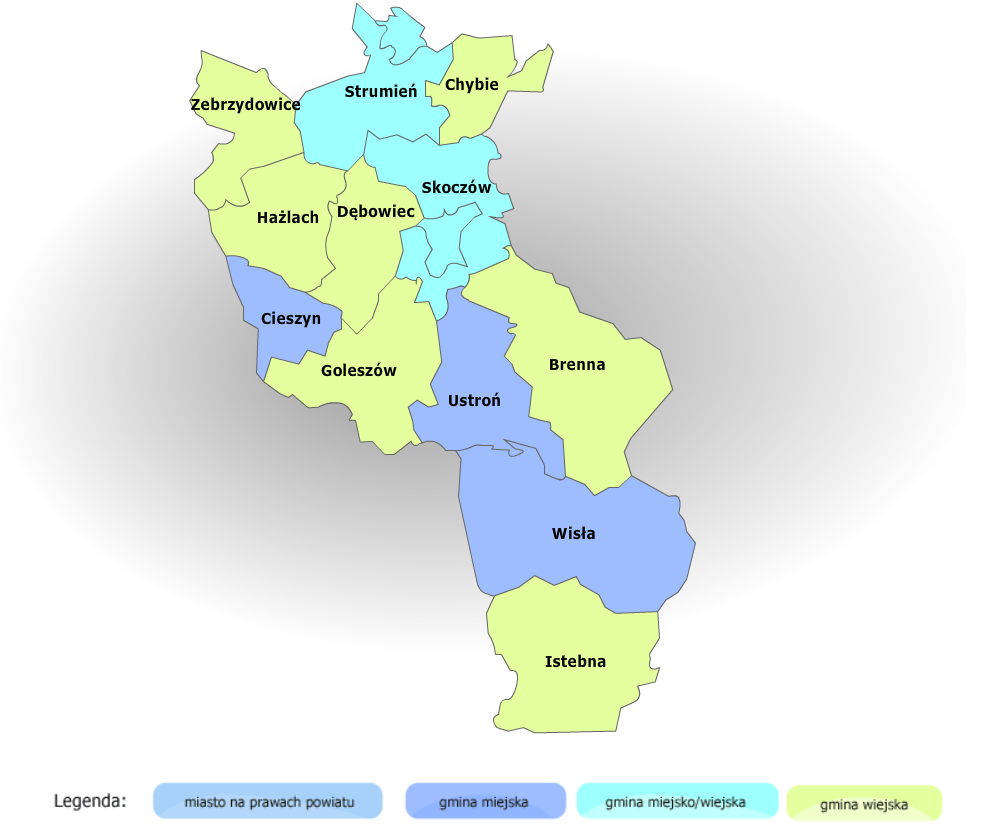 Strumień
Chybie
Zebrzydowice
Skoczów
Hażlach
Dębowiec
Cieszyn
Goleszów
Brenna
Ustroń
Wisła
Istebna
Legenda:
miasto na prawach powiatu
gmina miejska
gmina miejsko/wiejska
gmina wiejska